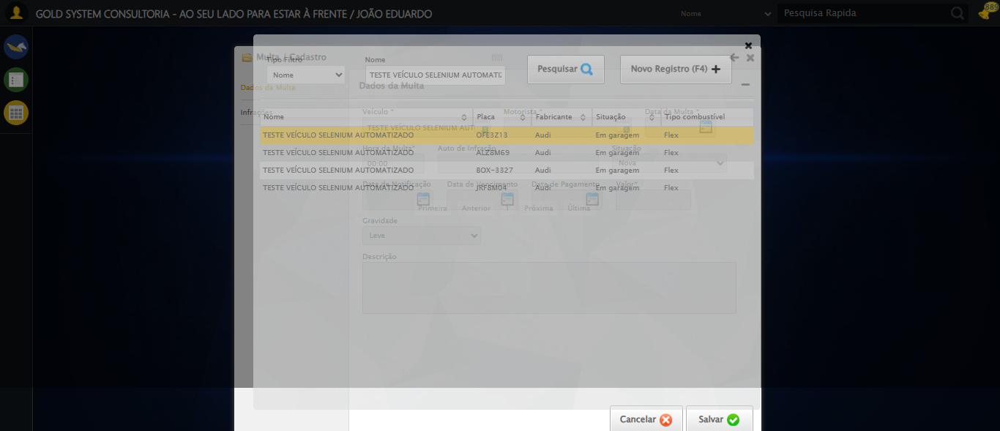 GOLD SYSTEM CONSULTORIA - AO SEU LADO PARA ESTAR À FRENTE / JOÃO EDUARDO
Nome
Pesquisa Rapida
889
Multa / Cadastro
Tipo Filtro
Nome
Nome
TESTE VEÍCULO SELENIUM AUTOMATIZ
Pesquisar
Novo Registro (F4)
Dados da Multa
Dados da Multa
Infrações
Veículo *
Motorista *
Data da Multa *
Nome
Placa
Fabricante
Situação
Tipo combustível
TESTE VEÍCULO SELENIUM AUT
TESTE VEÍCULO SELENIUM AUTOMATIZADO OFE3Z13 Audi Em garagem Flex
Hora da Multa*
Auto de Infração
Situação
TESTE VEÍCULO SELENIUM AUTOMATIZADO ALZ8M69 Audi Em garagem Flex
00:00
Nova
TESTE VEÍCULO SELENIUM AUTOMATIZADO BOX-3327 Audi Em garagem Flex
Data de Notificação
Data de Vencimento
Data de Pagamento
Valor*
TESTE VEÍCULO SELENIUM AUTOMATIZADO JRF8M04 Audi Em garagem Flex
Primeira Anterior 1 Próxima Última
Gravidade
Leve
Descrição
Cancelar
Salvar